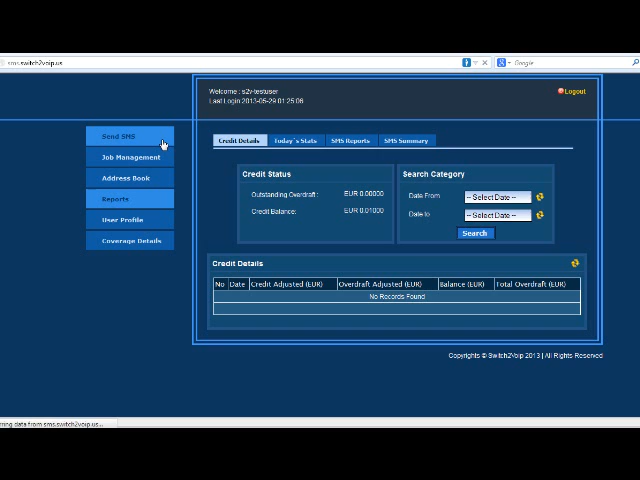 sms.switch2voip.us
Google
Welcome : s2v-testuser
Logout
Last Login 2013-05-29 01:25:06
Send SMS
Job Management
Address Book
Reports
User Profile
Coverage Details
Credit Details
Today`s Stats
SMS Reports
SMS Summary
Credit Status
Outstanding Overdraft : EUR 0.00000
Credit Balance: EUR 0.01000
Search Category
Date From -- Select Date --
Date to -- Select Date --
Search
Credit Details
No Date Credit Adjusted (EUR) Overdraft Adjusted (EUR) Balance (EUR) Total Overdraft (EUR)
No Records Found
Copyrights © Switch2Voip 2013 | All Rights Reserved
rring data from sms.switch2voip.us...